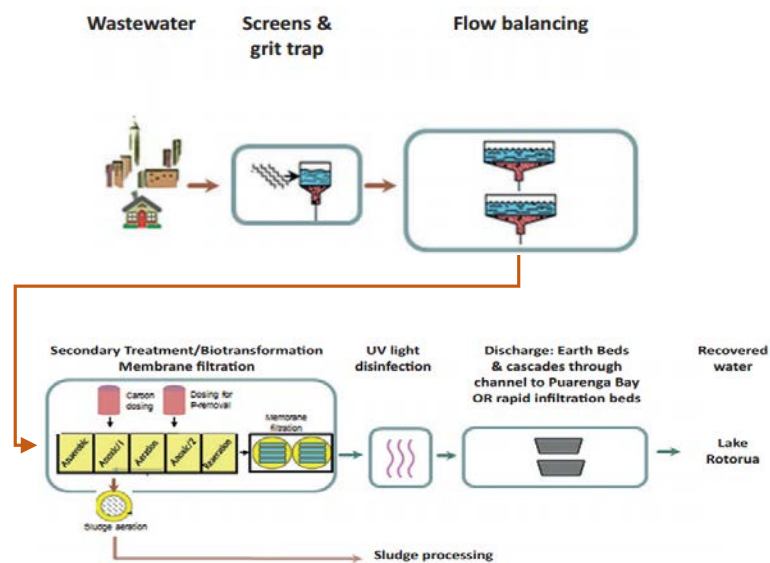 Wastewater
Screens &
grit trap
Flow balancing
Secondary Treatment/Biotransformation
Membrane filtration
UV light
disinfection
Discharge: Earth Beds
& cascades through
channel to Puarenga Bay
OR rapid infiltration beds
Recovered
water
Carbon
dosing
Dosing for
P-removal
Membrane
filtration
Anaerobic
Anoxic/1
Aeration
Anoxic/2
Reaeration
Lake
Rotorua
Sludge aeration
Sludge processing